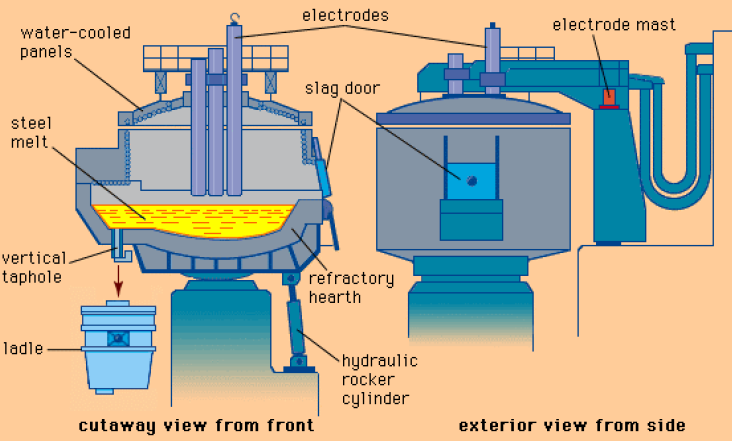 electrodes
water-cooled
panels
electrode mast
slag door
steel
melt
vertical
taphole
refractory
hearth
ladle
hydraulic
rocker
cylinder
cutaway view from front
exterior view from side